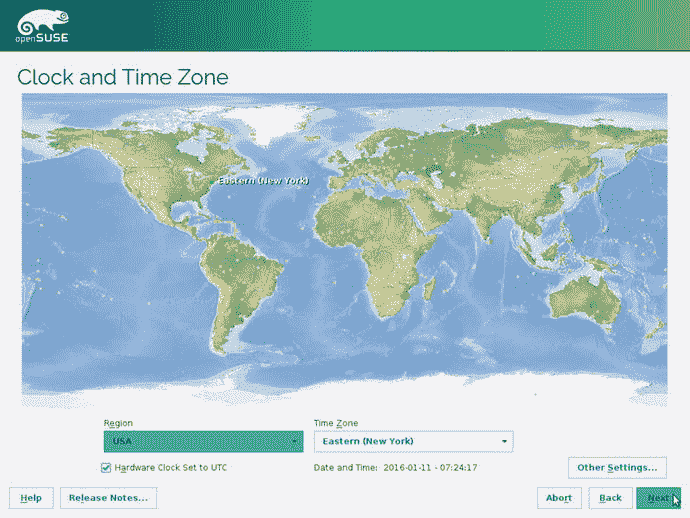 openSUSE
Clock and Time Zone
Eastern (New York)
Region
Time Zone
USA
Eastern (New York)
Hardware Clock Set to UTC
Date and Time: 2016-01-11 - 07:24:17
Other Settings...
Help
Release Notes...
Abort
Back
Next